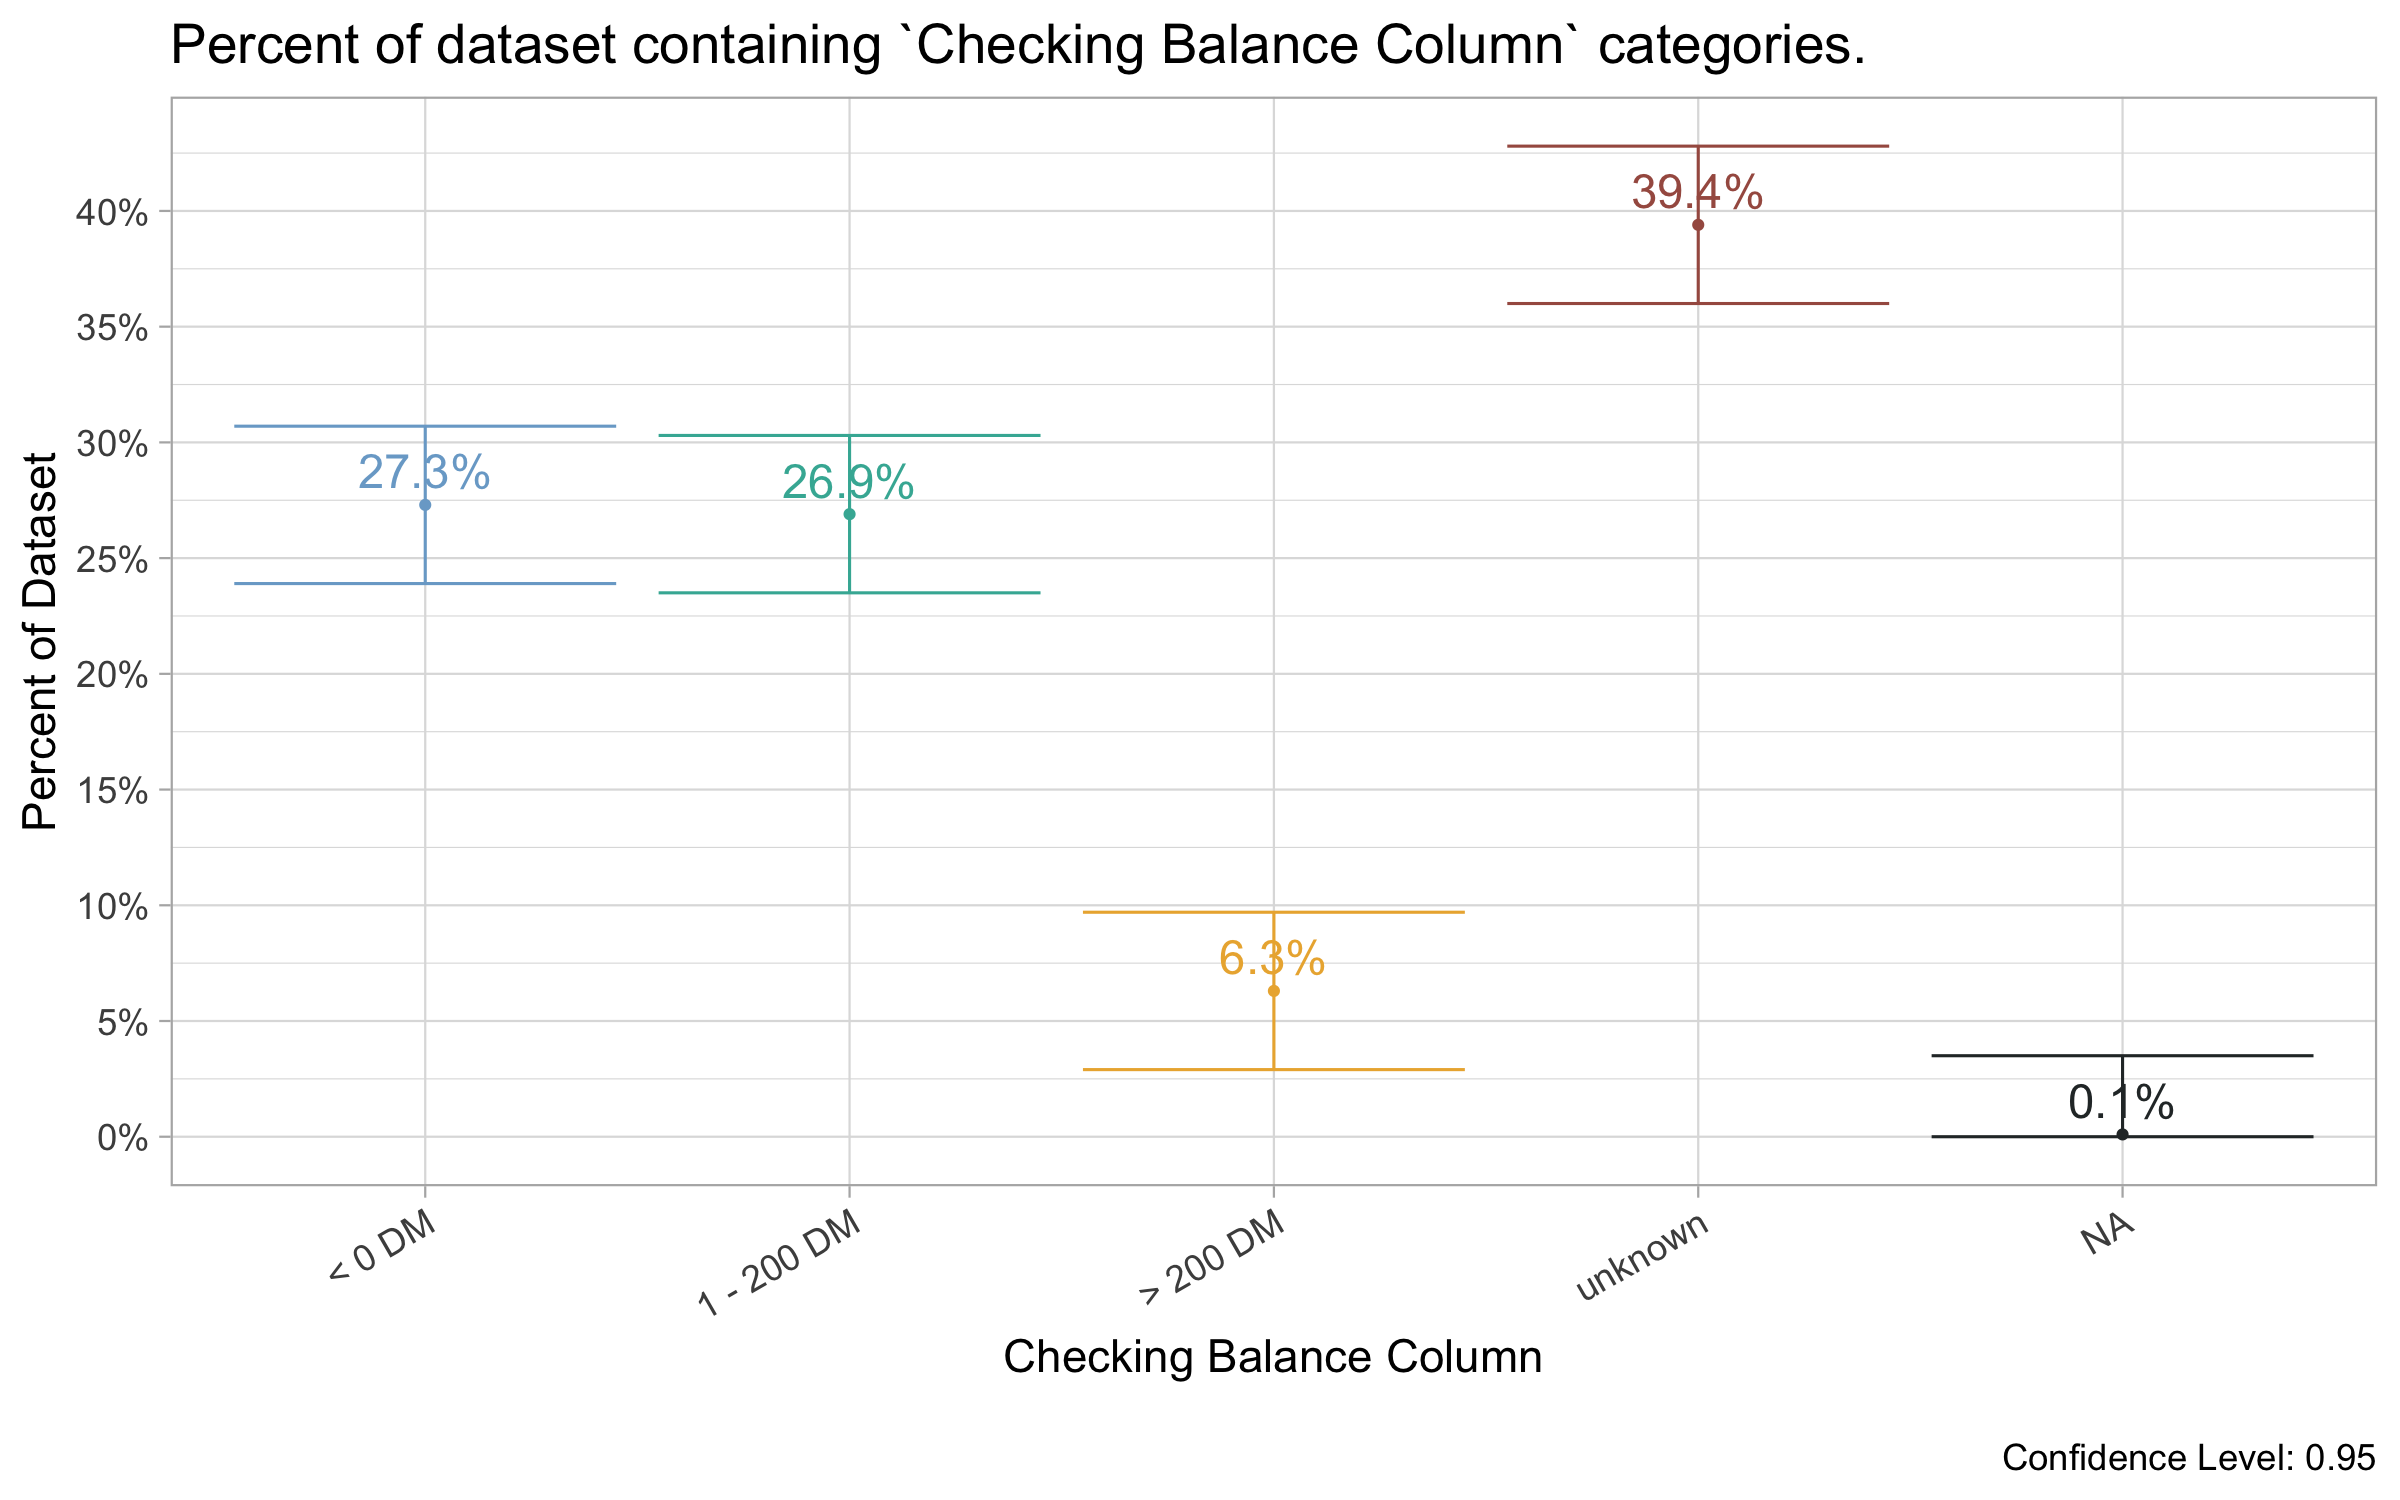 Percent of dataset containing `Checking Balance Column` categories.
Percent of Dataset
40%
35%
30%
25%
20%
15%
10%
5%
0%
27.3%
26.9%
6.3%
39.4%
0.1%
< 0 DM
1 - 200 DM
> 200 DM
unknown
NA
Checking Balance Column
Confidence Level: 0.95